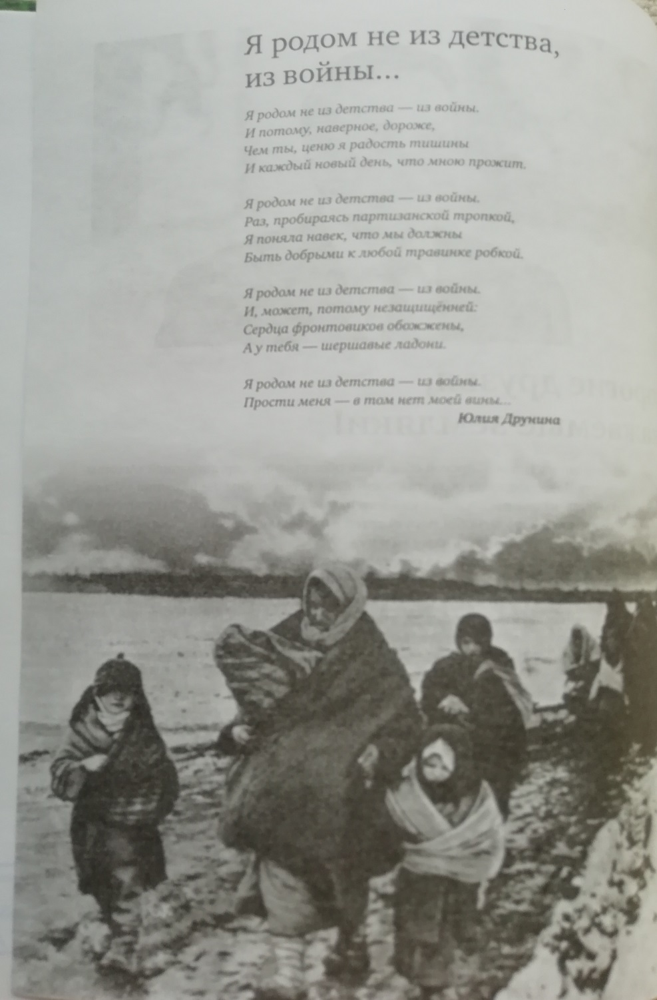 Я родом не из детства,
из войны...
Я родом не из детства — из войны.
И потому, наверное, дороже,
Чем ты, ценю я радость тишины
И каждый новый день, что мною прожит.
Я родом не из детства — из войны.
Раз, пробираясь партизанской тропкой,
Я поняла навек, что мы должны
Быть добрыми к любой травинке робкой.
Я родом не из детства — из войны.
И, может, потому незащищённей:
Сердца фронтовиков обожжены,
А у тебя — шершавые ладони.
Я родом не из детства — из войны.
Прости меня — в том нет моей вины...
Юлия Друнина